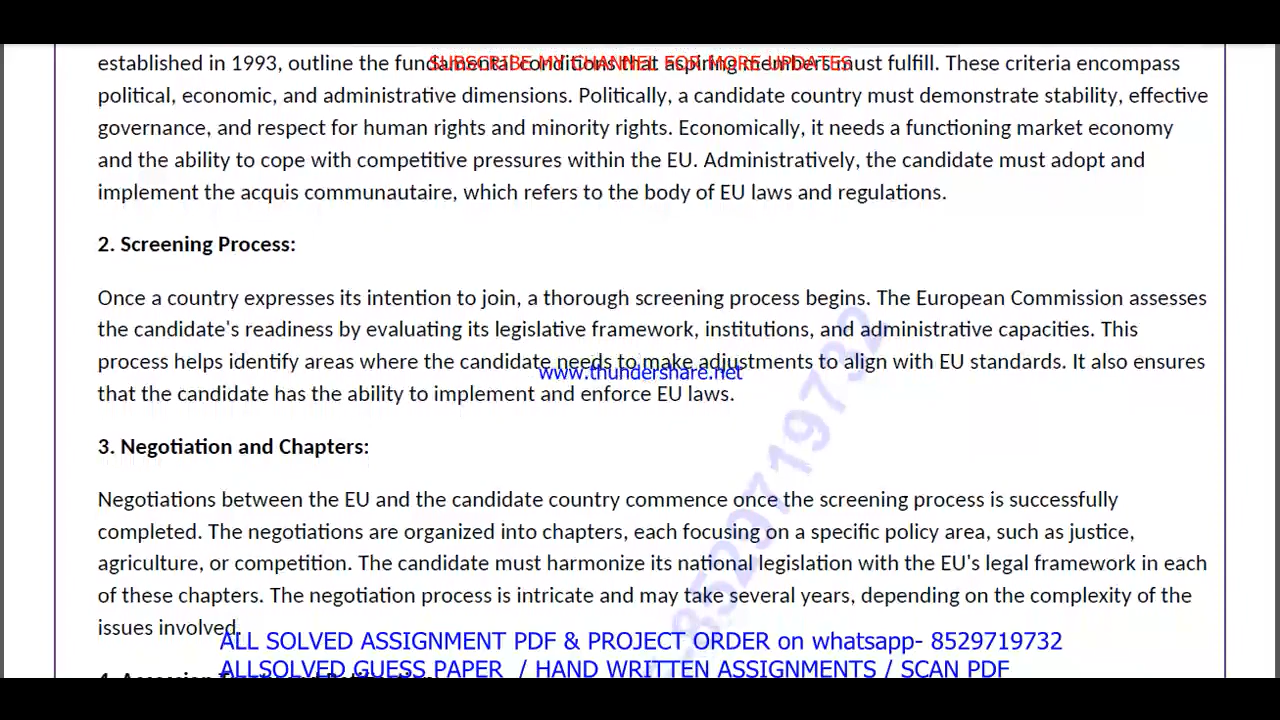 established in 1993, outline the fundamental conditions that aspiring members must fulfill. These criteria encompass
SUBSCRIBE MY CHANNEL FOR MORE UPDATES
political, economic, and administrative dimensions. Politically, a candidate country must demonstrate stability, effective
governance, and respect for human rights and minority rights. Economically, it needs a functioning market economy
and the ability to cope with competitive pressures within the EU. Administratively, the candidate must adopt and
implement the acquis communautaire, which refers to the body of EU laws and regulations.
2. Screening Process:
Once a country expresses its intention to join, a thorough screening process begins. The European Commission assesses
the candidate's readiness by evaluating its legislative framework, institutions, and administrative capacities. This
process helps identify areas where the candidate needs to make adjustments to align with EU standards. It also ensures
www.thundershare.net
that the candidate has the ability to implement and enforce EU laws.
3. Negotiation and Chapters:
Negotiations between the EU and the candidate country commence once the screening process is successfully
completed. The negotiations are organized into chapters, each focusing on a specific policy area, such as justice,
agriculture, or competition. The candidate must harmonize its national legislation with the EU's legal framework in each
of these chapters. The negotiation process is intricate and may take several years, depending on the complexity of the
issues involved.
8529719732
ALL SOLVED ASSIGNMENT PDF & PROJECT ORDER on whatsapp- 8529719732
ALLSOLVED GUESS PAPER / HAND WRITTEN ASSIGNMENTS / SCAN PDF
4. Accession